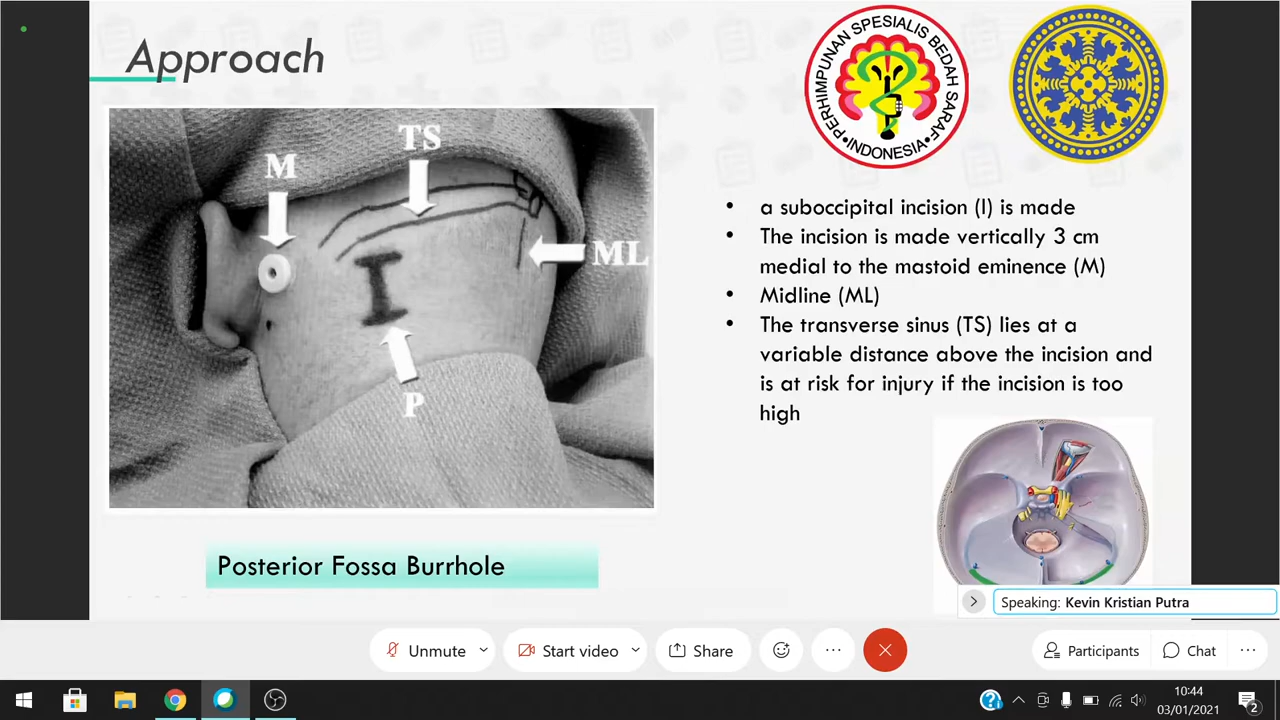 Approach
PERHIMPUNAN SPESIALIS BEDAH SARAF
INDONESIA
M
TS
ML
I
P
• a suboccipital incision (I) is made
• The incision is made vertically 3 cm
medial to the mastoid eminence (M)
• Midline (ML)
• The transverse sinus (TS) lies at a
variable distance above the incision and
is at risk for injury if the incision is too
high
Posterior Fossa Burrhole
Speaking: Kevin Kristian Putra
Unmute
Start video
Share
Participants
Chat
10:44
03/01/2021
2